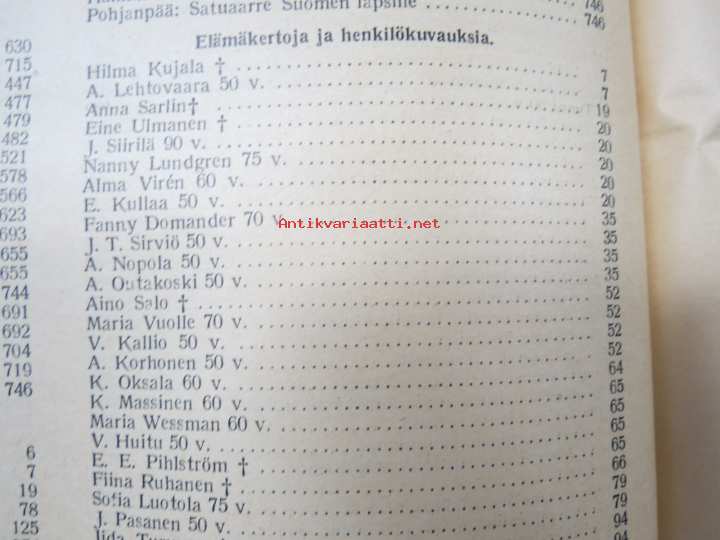 630
715
447
477
479
482
521
578
566
623
693
655
655
744
691
692
704
719
746
6
7
19
78
125
746
Pohjanpää: Satuaarre Suomen lapsille 746
Elämäkertoja ja henkilökuvauksia.
Hilma Kujala † 7
A. Lehtovaara 50 v. 7
Anna Sarlin† 19
Eine Ulmanen † 20
J. Siirilä 90 v. 20
Nanny Lundgren 75 v. 20
Alma Virén 60 v. 20
E. Kullaa 50 v. 20
Fanny Domander 70 v. 35
J. T. Sirviö 50 v. 35
A. Nopola 50 v. 35
A. Outakoski 50 v. 35
Aino Salo † 52
Maria Vuolle 70 v. 52
V. Kallio 50 v. 52
A. Korhonen 50 v. 52
K. Oksala 60 v. 64
K. Massinen 60 v. 65
Maria Wessman 60 v. 65
V. Huitu 50 v. 65
E. E. Pihlström † 65
Fiina Ruhanen † 66
Sofia Luotola 75 v. 79
J. Pasanen 50 v. 79
94
94
Antikvariaatti.net